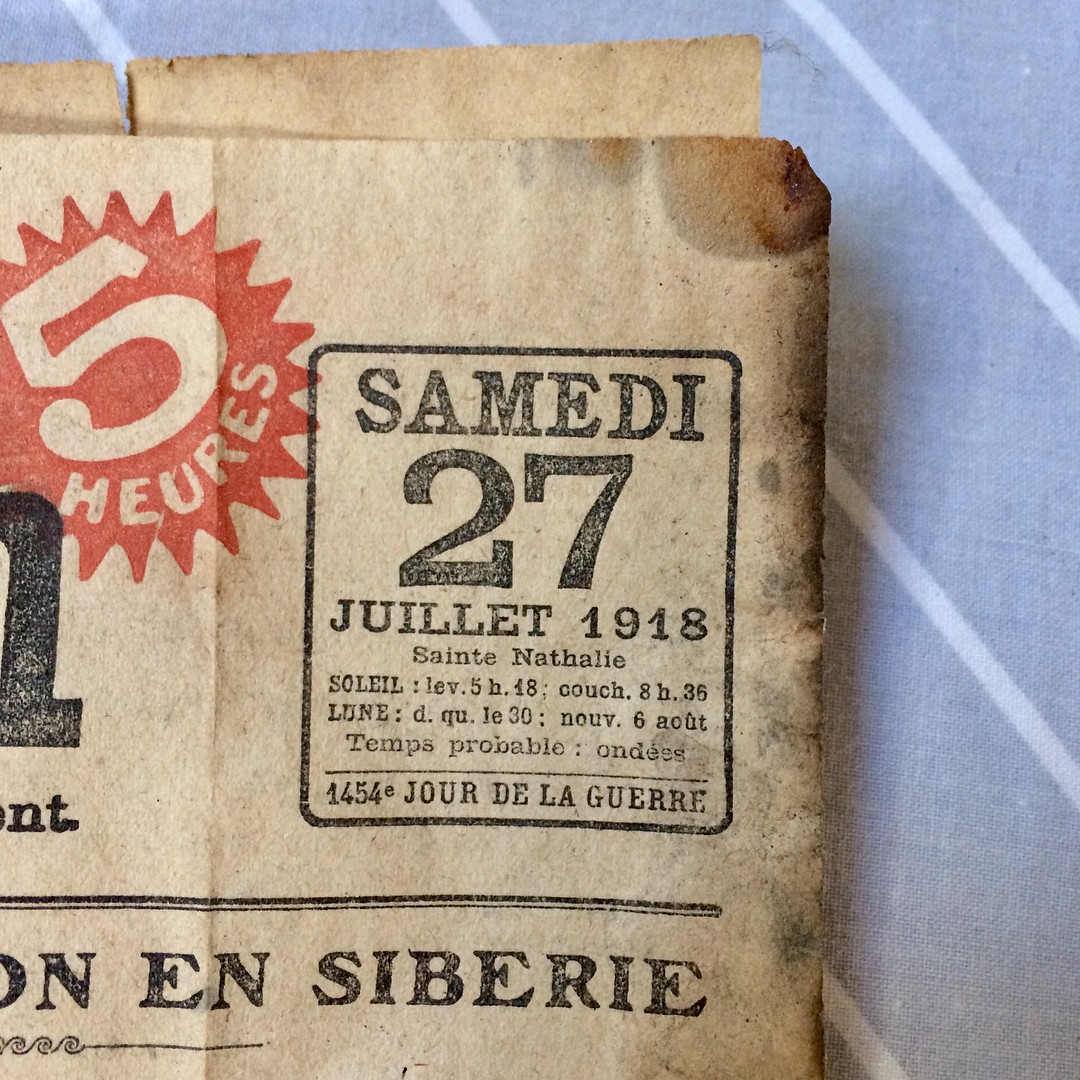 5
HEURES
SAMEDI
27
JUILLET 1918
Sainte Nathalie
SOLEIL : lev. 5 h. 18 ; couch. 8 h. 36
LUNE : d. qu. le 30 ; nouv. 6 août
Temps probable : ondées
1454e JOUR DE LA GUERRE
n
ent.
ON EN SIBERIE